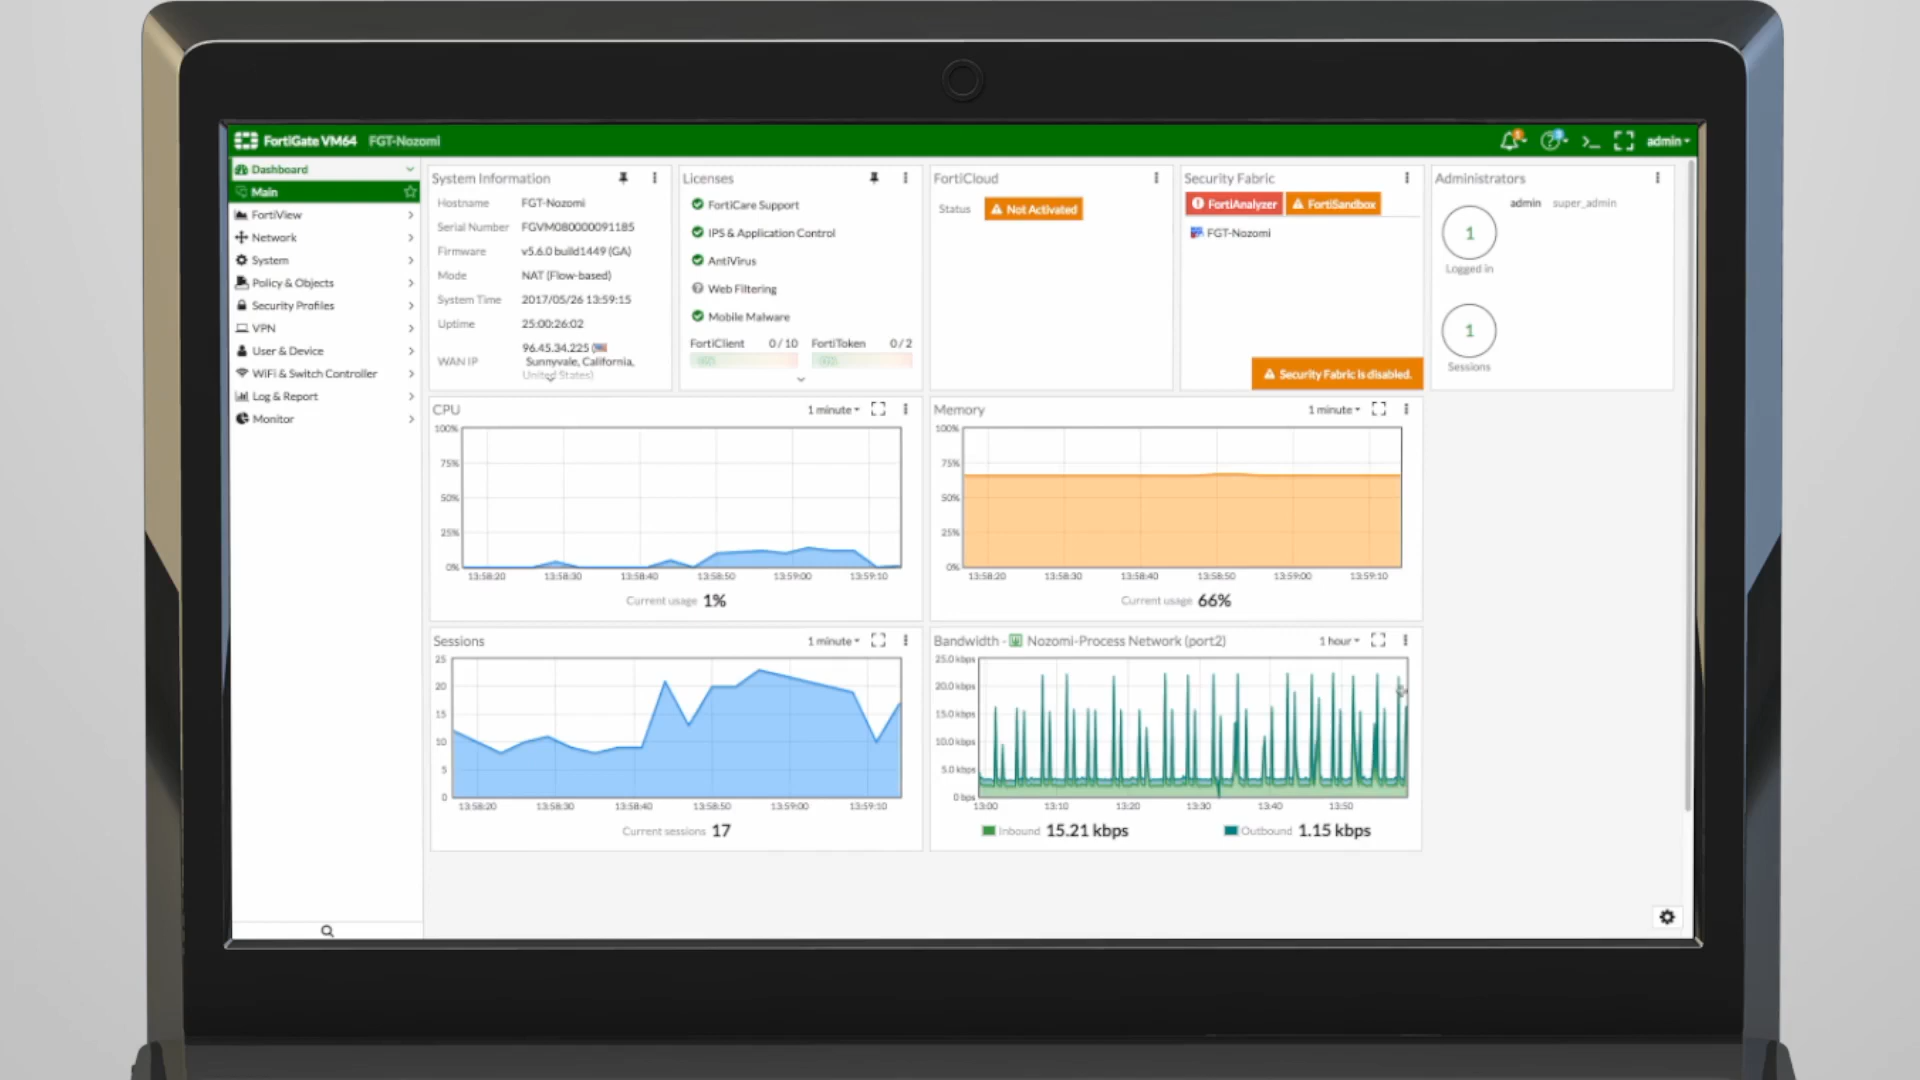 FortiGate VM64 FGT-Nozomi
admin
Dashboard
Main
FortiView
Network
System
Policy & Objects
Security Profiles
VPN
User & Device
WiFi & Switch Controller
Log & Report
Monitor
System Information
Hostname FGT-Nozomi
Serial Number FGVM080000091185
Firmware v5.6.0 build1449 (GA)
Mode NAT (Flow-based)
System Time 2017/05/26 13:59:15
Uptime 25:00:26:02
WAN IP 96.45.34.225 (
Sunnyvale, California,
United States)
Licenses
FortiCare Support
IPS & Application Control
AntiVirus
Web Filtering
Mobile Malware
FortiClient 0 / 10 FortiToken 0 / 2
FortiCloud
Status Not Activated
Security Fabric
FortiAnalyzer FortiSandbox
FGT-Nozomi
Security Fabric is disabled.
Administrators
admin super_admin
1
Logged in
1
Sessions
CPU 1 minute
100%
75%
50%
25%
0%
13:58:20 13:58:30 13:58:40 13:58:50 13:59:00 13:59:10
Current usage 1%
Memory 1 minute
100%
75%
50%
25%
0%
13:58:20 13:58:30 13:58:40 13:58:50 13:59:00 13:59:10
Current usage 66%
Sessions 1 minute
25
20
15
10
5
0
13:58:20 13:58:30 13:58:40 13:58:50 13:59:00 13:59:10
Current sessions 17
Bandwidth - Nozomi-Process Network (port2) 1 hour
25.0 kbps
20.0 kbps
15.0 kbps
10.0 kbps
5.0 kbps
0 bps
13:00 13:10 13:20 13:30 13:40 13:50
Inbound 15.21 kbps Outbound 1.15 kbps